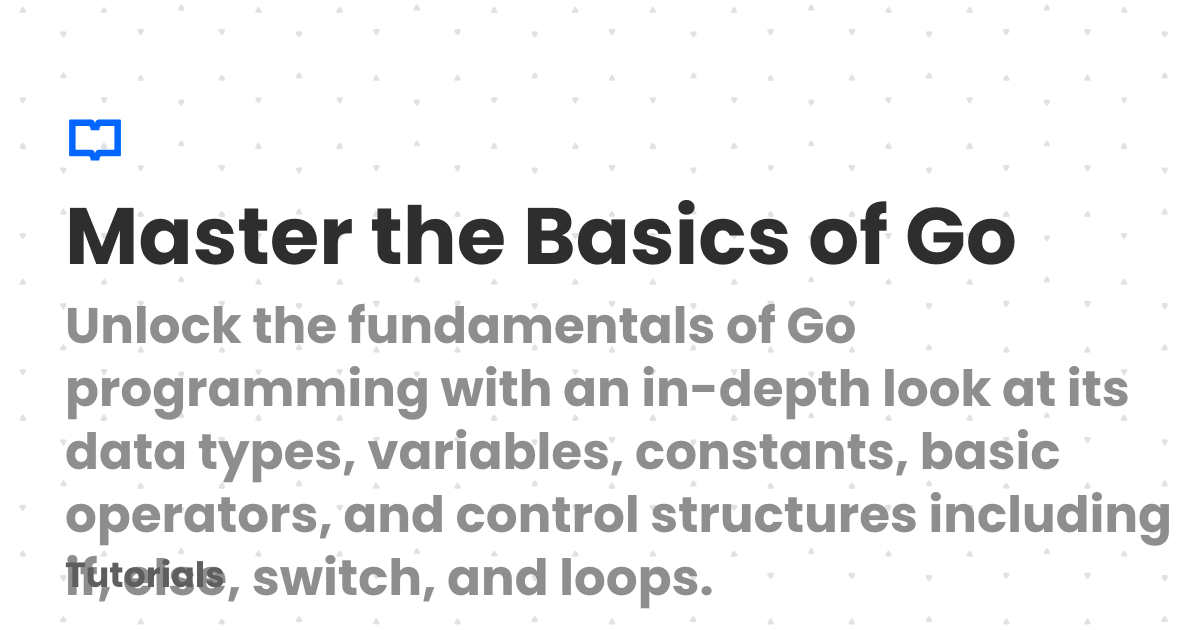 Master the Basics of Go
Unlock the fundamentals of Go
programming with an in-depth look at its
data types, variables, constants, basic
operators, and control structures including
if, else, switch, and loops.
Tutorials